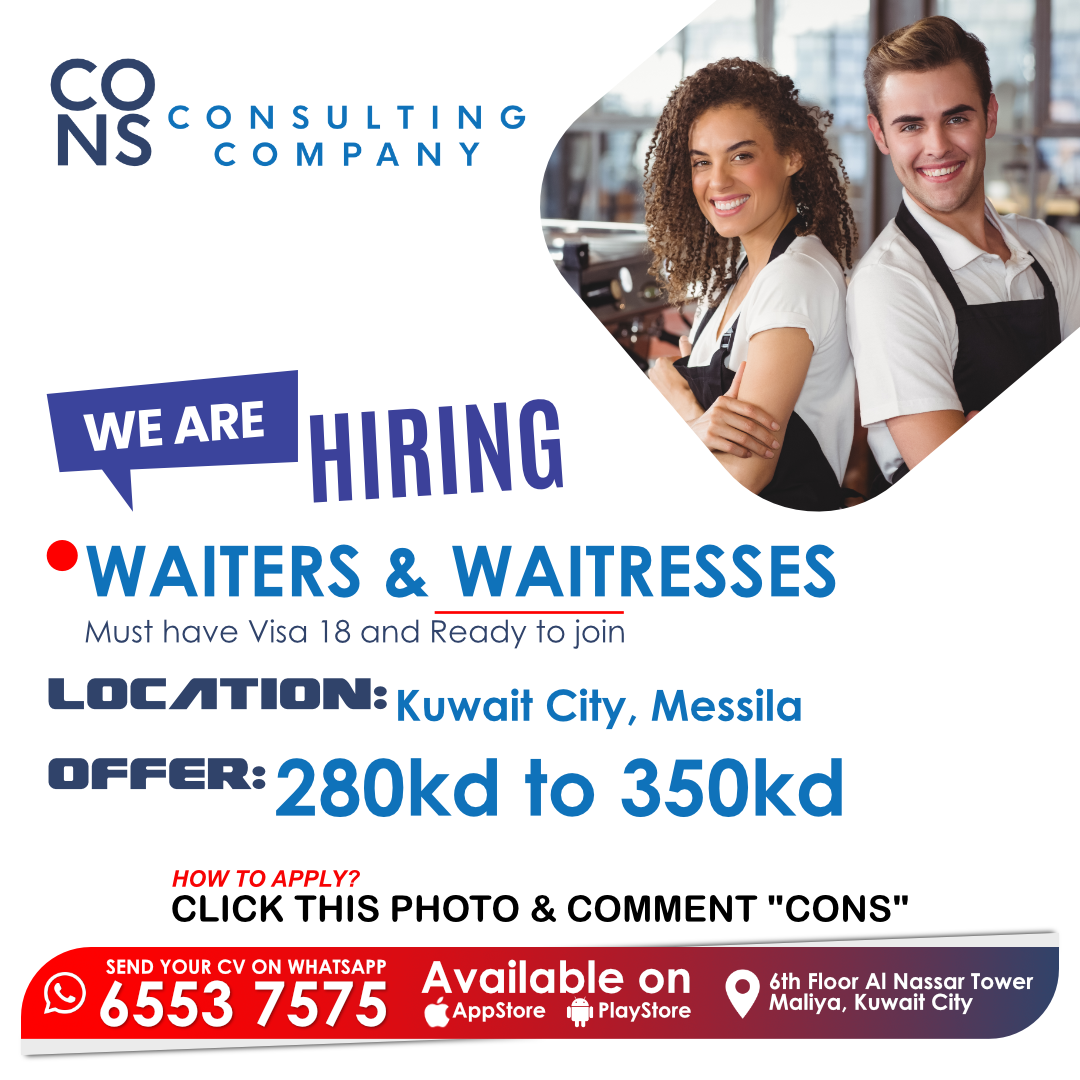 CO
NS
CONSULTING
COMPANY
WE ARE
HIRING
WAITERS & WAITRESSES
Must have Visa 18 and Ready to join
LOCATION: Kuwait City, Messila
OFFER: 280kd to 350kd
HOW TO APPLY?
CLICK THIS PHOTO & COMMENT "CONS"
SEND YOUR CV ON WHATSAPP
6553 7575
Available on
AppStore PlayStore
6th Floor Al Nassar Tower
Maliya, Kuwait City